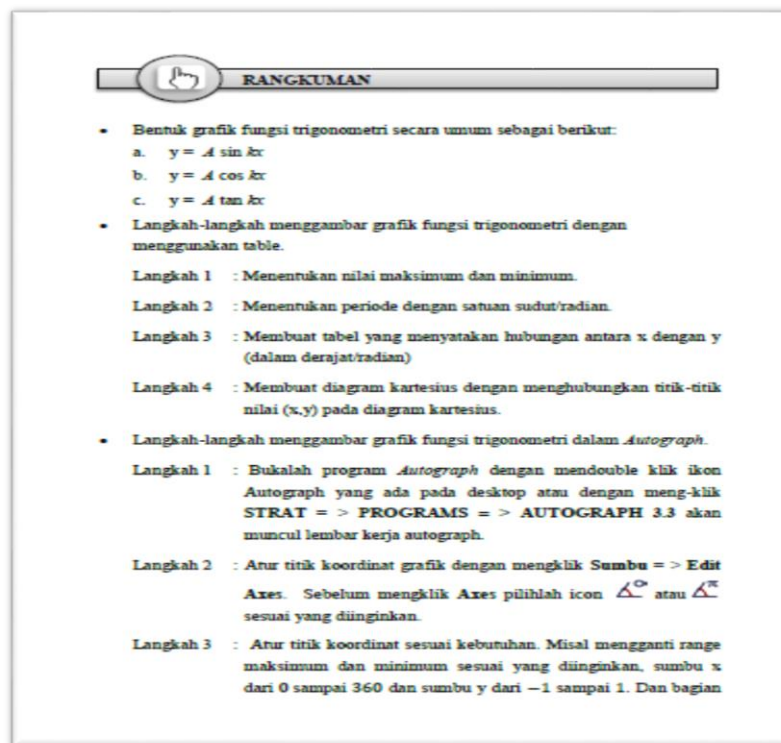 RANGKUMAN
• Bentuk grafik fungsi trigonometri secara umum sebagai berikut:
a. y = A sin kx
b. y = A cos kx
c. y = A tan kx
• Langkah-langkah menggambar grafik fungsi trigonometri dengan
menggunakan table.
Langkah 1 : Menentukan nilai maksimum dan minimum.
Langkah 2 : Menentukan periode dengan satuan sudut/radian.
Langkah 3 : Membuat tabel yang menyatakan hubungan antara x dengan y
(dalam derajat/radian)
Langkah 4 : Membuat diagram kartesius dengan menghubungkan titik-titik
nilai (x,y) pada diagram kartesius.
• Langkah-langkah menggambar grafik fungsi trigonometri dalam Autograph.
Langkah 1 : Bukalah program Autograph dengan mendouble klik ikon
Autograph yang ada pada desktop atau dengan meng-klik
STRAT = > PROGRAMS = > AUTOGRAPH 3.3 akan
muncul lembar kerja autograph.
Langkah 2 : Atur titik koordinat grafik dengan mengklik Sumbu = > Edit
Axes. Sebelum mengklik Axes pilihlah icon atau π
sesuai yang diinginkan.
Langkah 3 : Atur titik koordinat sesuai kebutuhan. Misal mengganti range
maksimum dan minimum sesuai yang diinginkan, sumbu x
dari 0 sampai 360 dan sumbu y dari −1 sampai 1. Dan bagian